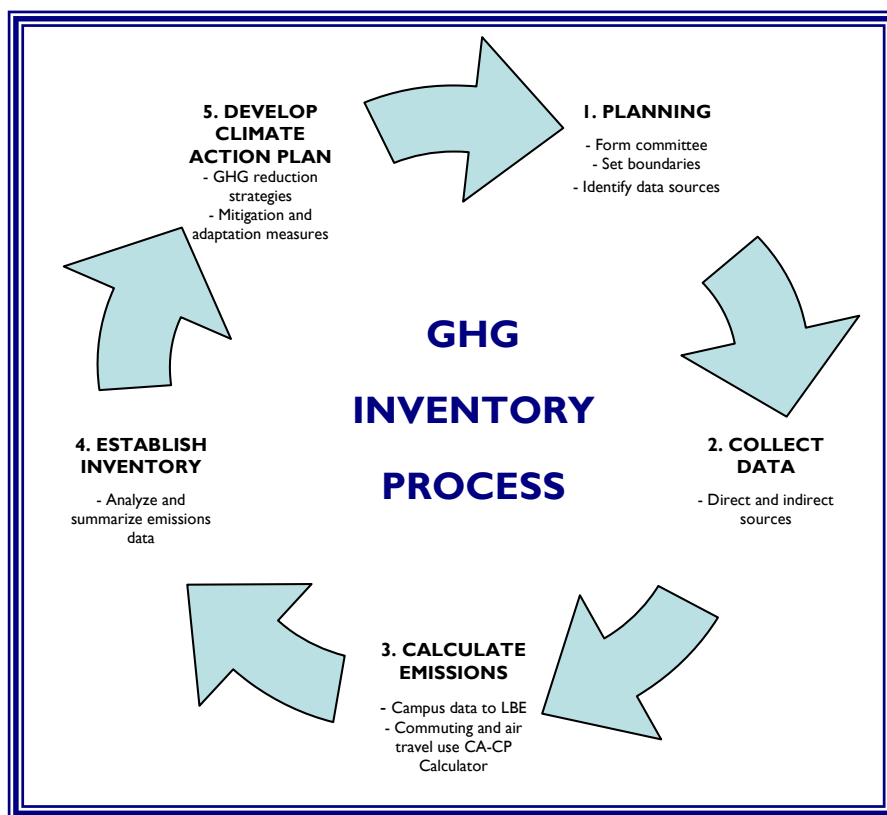 1. PLANNING
- Form committee
- Set boundaries
- Identify data sources
2. COLLECT
DATA
- Direct and indirect
sources
3. CALCULATE
EMISSIONS
- Campus data to LBE
- Commuting and air
travel use CA-CP
Calculator
4. ESTABLISH
INVENTORY
- Analyze and
summarize emissions
data
5. DEVELOP
CLIMATE
ACTION PLAN
- GHG reduction
strategies
- Mitigation and
adaptation measures
GHG
INVENTORY
PROCESS